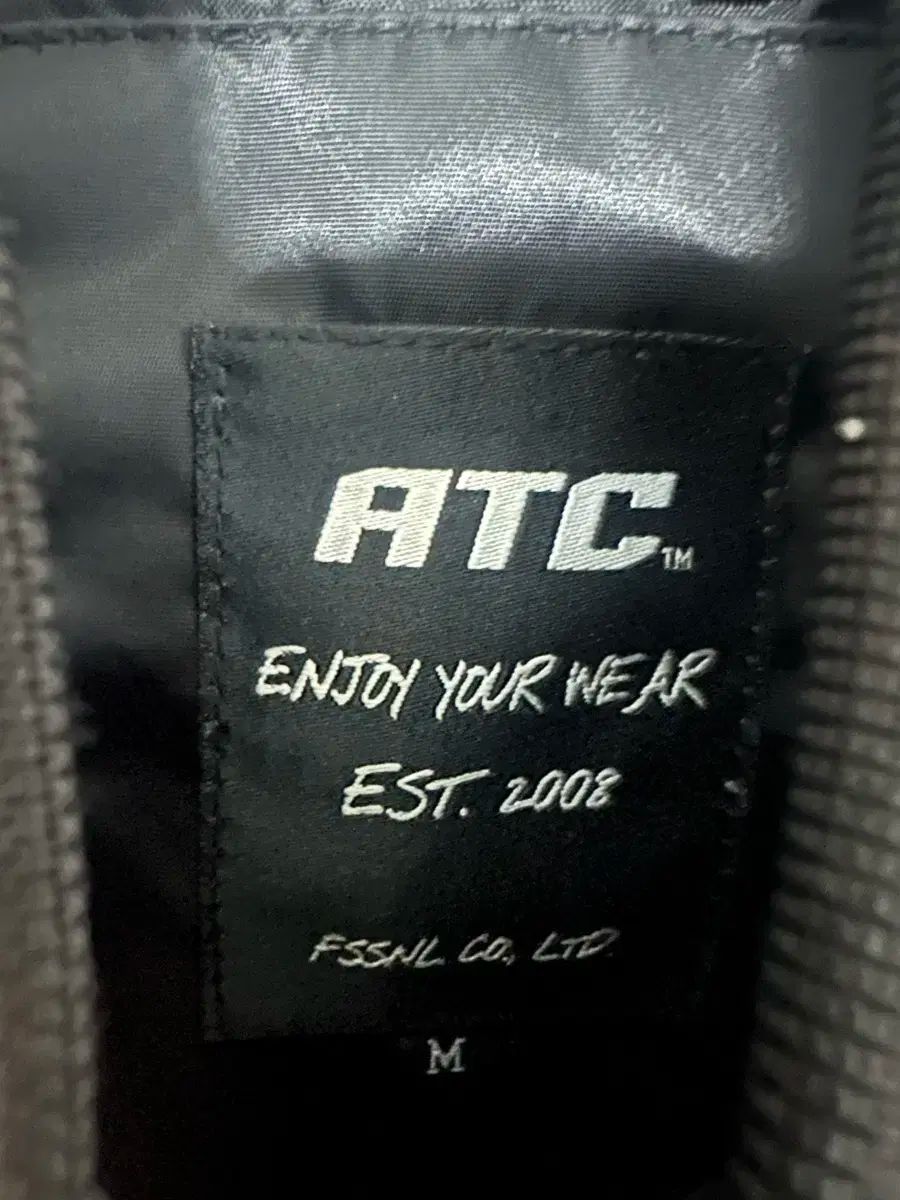 ATC™
ENJOY YOUR WEAR
EST. 2008
FSSNL CO., LTD.
M